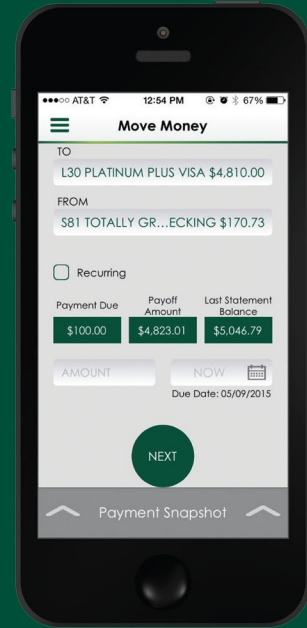 AT&T 12:54 PM 67%
Move Money
TO
L30 PLATINUM PLUS VISA $4,810.00
FROM
S81 TOTALLY GR...ECKING $170.73
Recurring
Payment Due
Payoff
Amount
Last Statement
Balance
$100.00 $4,823.01 $5,046.79
AMOUNT NOW
Due Date: 05/09/2015
NEXT
Payment Snapshot